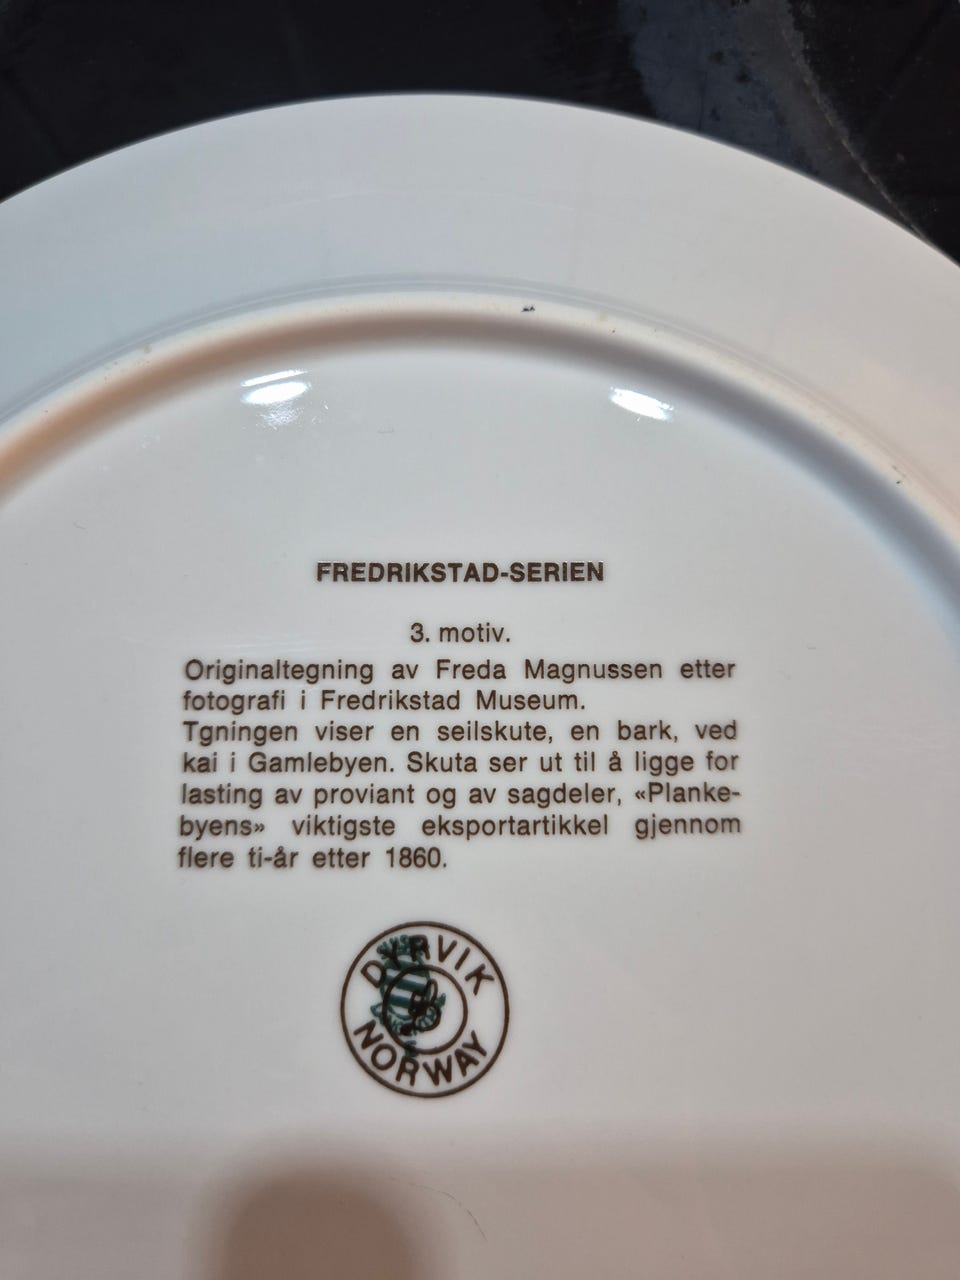 FREDRIKSTAD-SERIEN
3. motiv.
Originaltegning av Freda Magnussen etter
fotografi i Fredrikstad Museum.
Tgningen viser en seilskute, en bark, ved
kai i Gamlebyen. Skuta ser ut til å ligge for
lasting av proviant og av sagdeler, «Planke-
byens» viktigste eksportartikkel gjennom
flere ti-år etter 1860.
DYRVIK
NORWAY